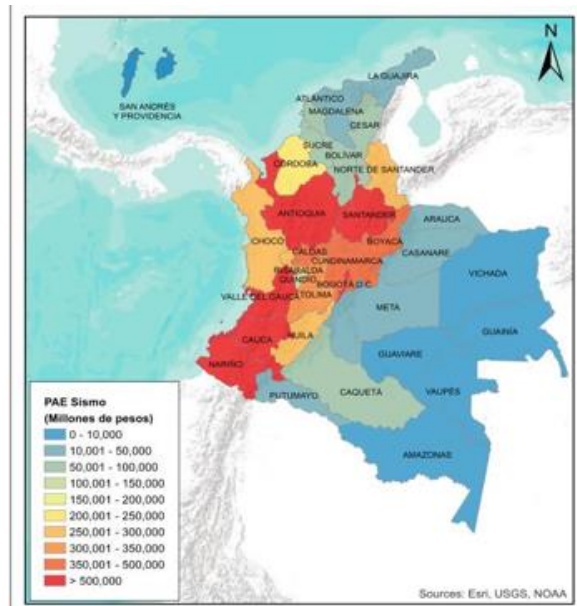 N
LA GUAJIRA
ATLÁNTICO
MAGDALENA
CESAR
SAN ANDRÉS
Y PROVIDENCIA
SUCRE
BOLÍVAR
CÓRDOBA
NORTE DE SANTANDER
ANTIOQUIA
SANTANDER
ARAUCA
CHOCÓ
BOYACÁ
CASANARE
CALDAS
CUNDINAMARCA
VICHADA
RISARALDA
QUINDÍO
BOGOTÁ D.C.
VALLE DEL CAUCA
TOLIMA
META
GUAINÍA
CAUCA
HUILA
GUAVIARE
NARIÑO
VAUPÉS
PUTUMAYO
CAQUETÁ
AMAZONAS
PAE Sismo
(Millones de pesos)
0 - 10,000
10,001 - 50,000
50,001 - 100,000
100,001 - 150,000
150,001 - 200,000
200,001 - 250,000
250,001 - 300,000
300,001 - 350,000
350,001 - 500,000
> 500,000
Sources: Esri, USGS, NOAA